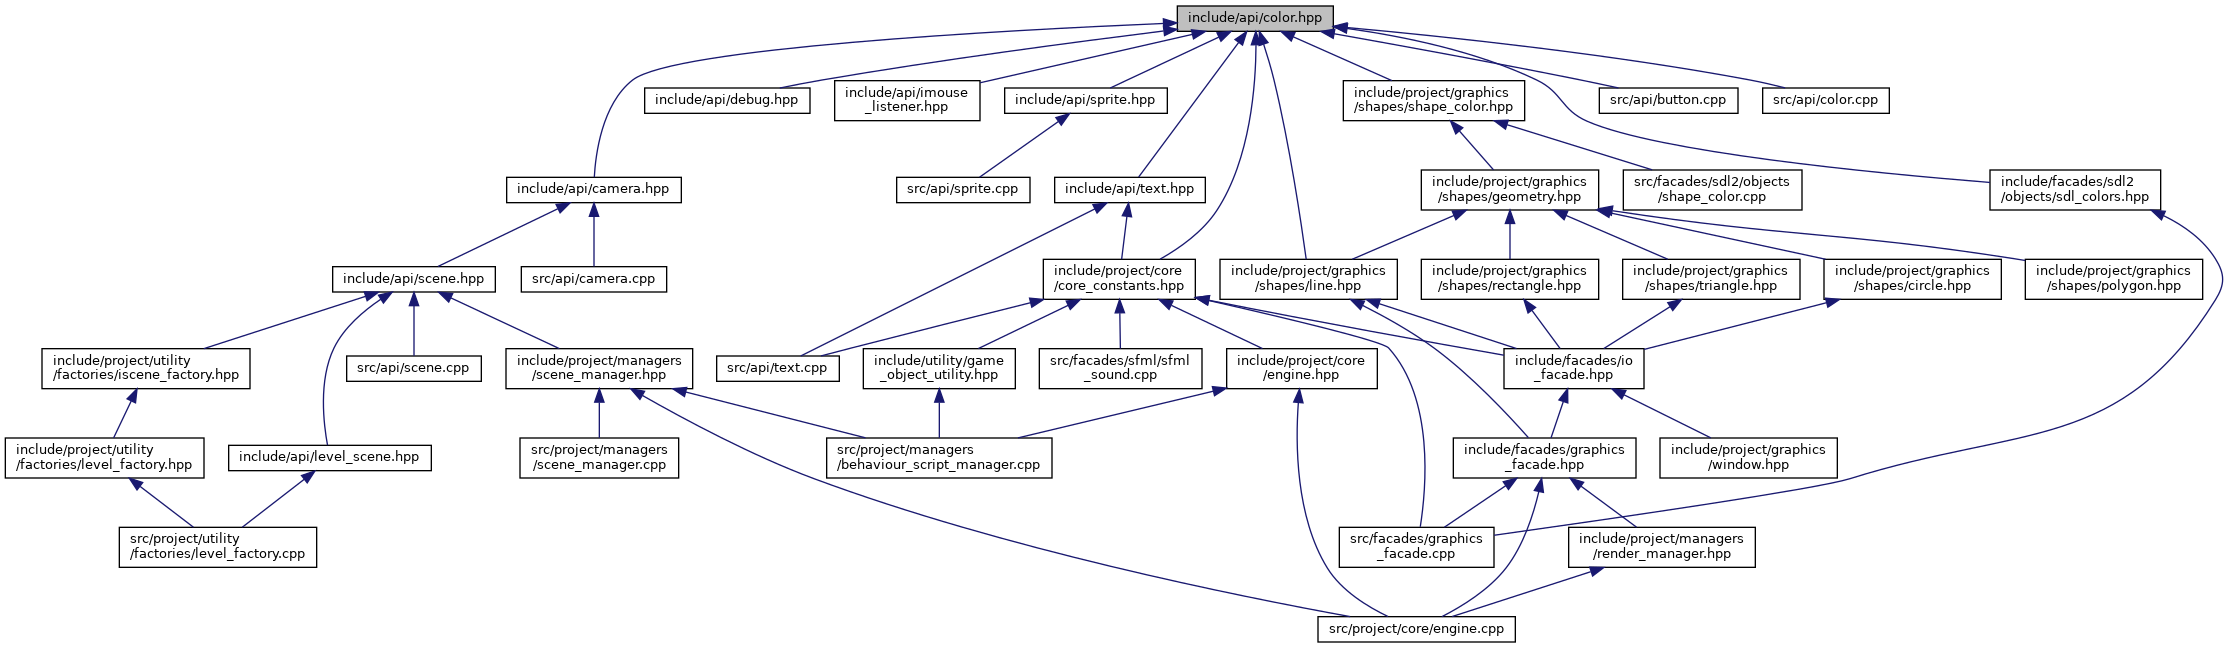 include/api/color.hpp
include/api/debug.hpp
include/api/imouse
_listener.hpp
include/api/sprite.hpp
include/project/graphics
/shapes/shape_color.hpp
src/api/button.cpp
src/api/color.cpp
include/api/camera.hpp
src/api/sprite.cpp
include/api/text.hpp
include/project/graphics
/shapes/geometry.hpp
src/facades/sdl2/objects
/shape_color.cpp
include/facades/sdl2
/objects/sdl_colors.hpp
include/api/scene.hpp
src/api/camera.cpp
include/project/core
/core_constants.hpp
include/project/graphics
/shapes/line.hpp
include/project/graphics
/shapes/rectangle.hpp
include/project/graphics
/shapes/triangle.hpp
include/project/graphics
/shapes/circle.hpp
include/project/graphics
/shapes/polygon.hpp
include/project/utility
/factories/iscene_factory.hpp
src/api/scene.cpp
include/project/managers
/scene_manager.hpp
src/api/text.cpp
include/utility/game
_object_utility.hpp
src/facades/sfml/sfml
_sound.cpp
include/project/core
/engine.hpp
include/facades/io
_facade.hpp
include/project/utility
/factories/level_factory.hpp
include/api/level_scene.hpp
src/project/managers
/scene_manager.cpp
src/project/managers
/behaviour_script_manager.cpp
include/facades/graphics
_facade.hpp
include/project/graphics
/window.hpp
src/project/utility
/factories/level_factory.cpp
src/facades/graphics
_facade.cpp
include/project/managers
/render_manager.hpp
src/project/core/engine.cpp